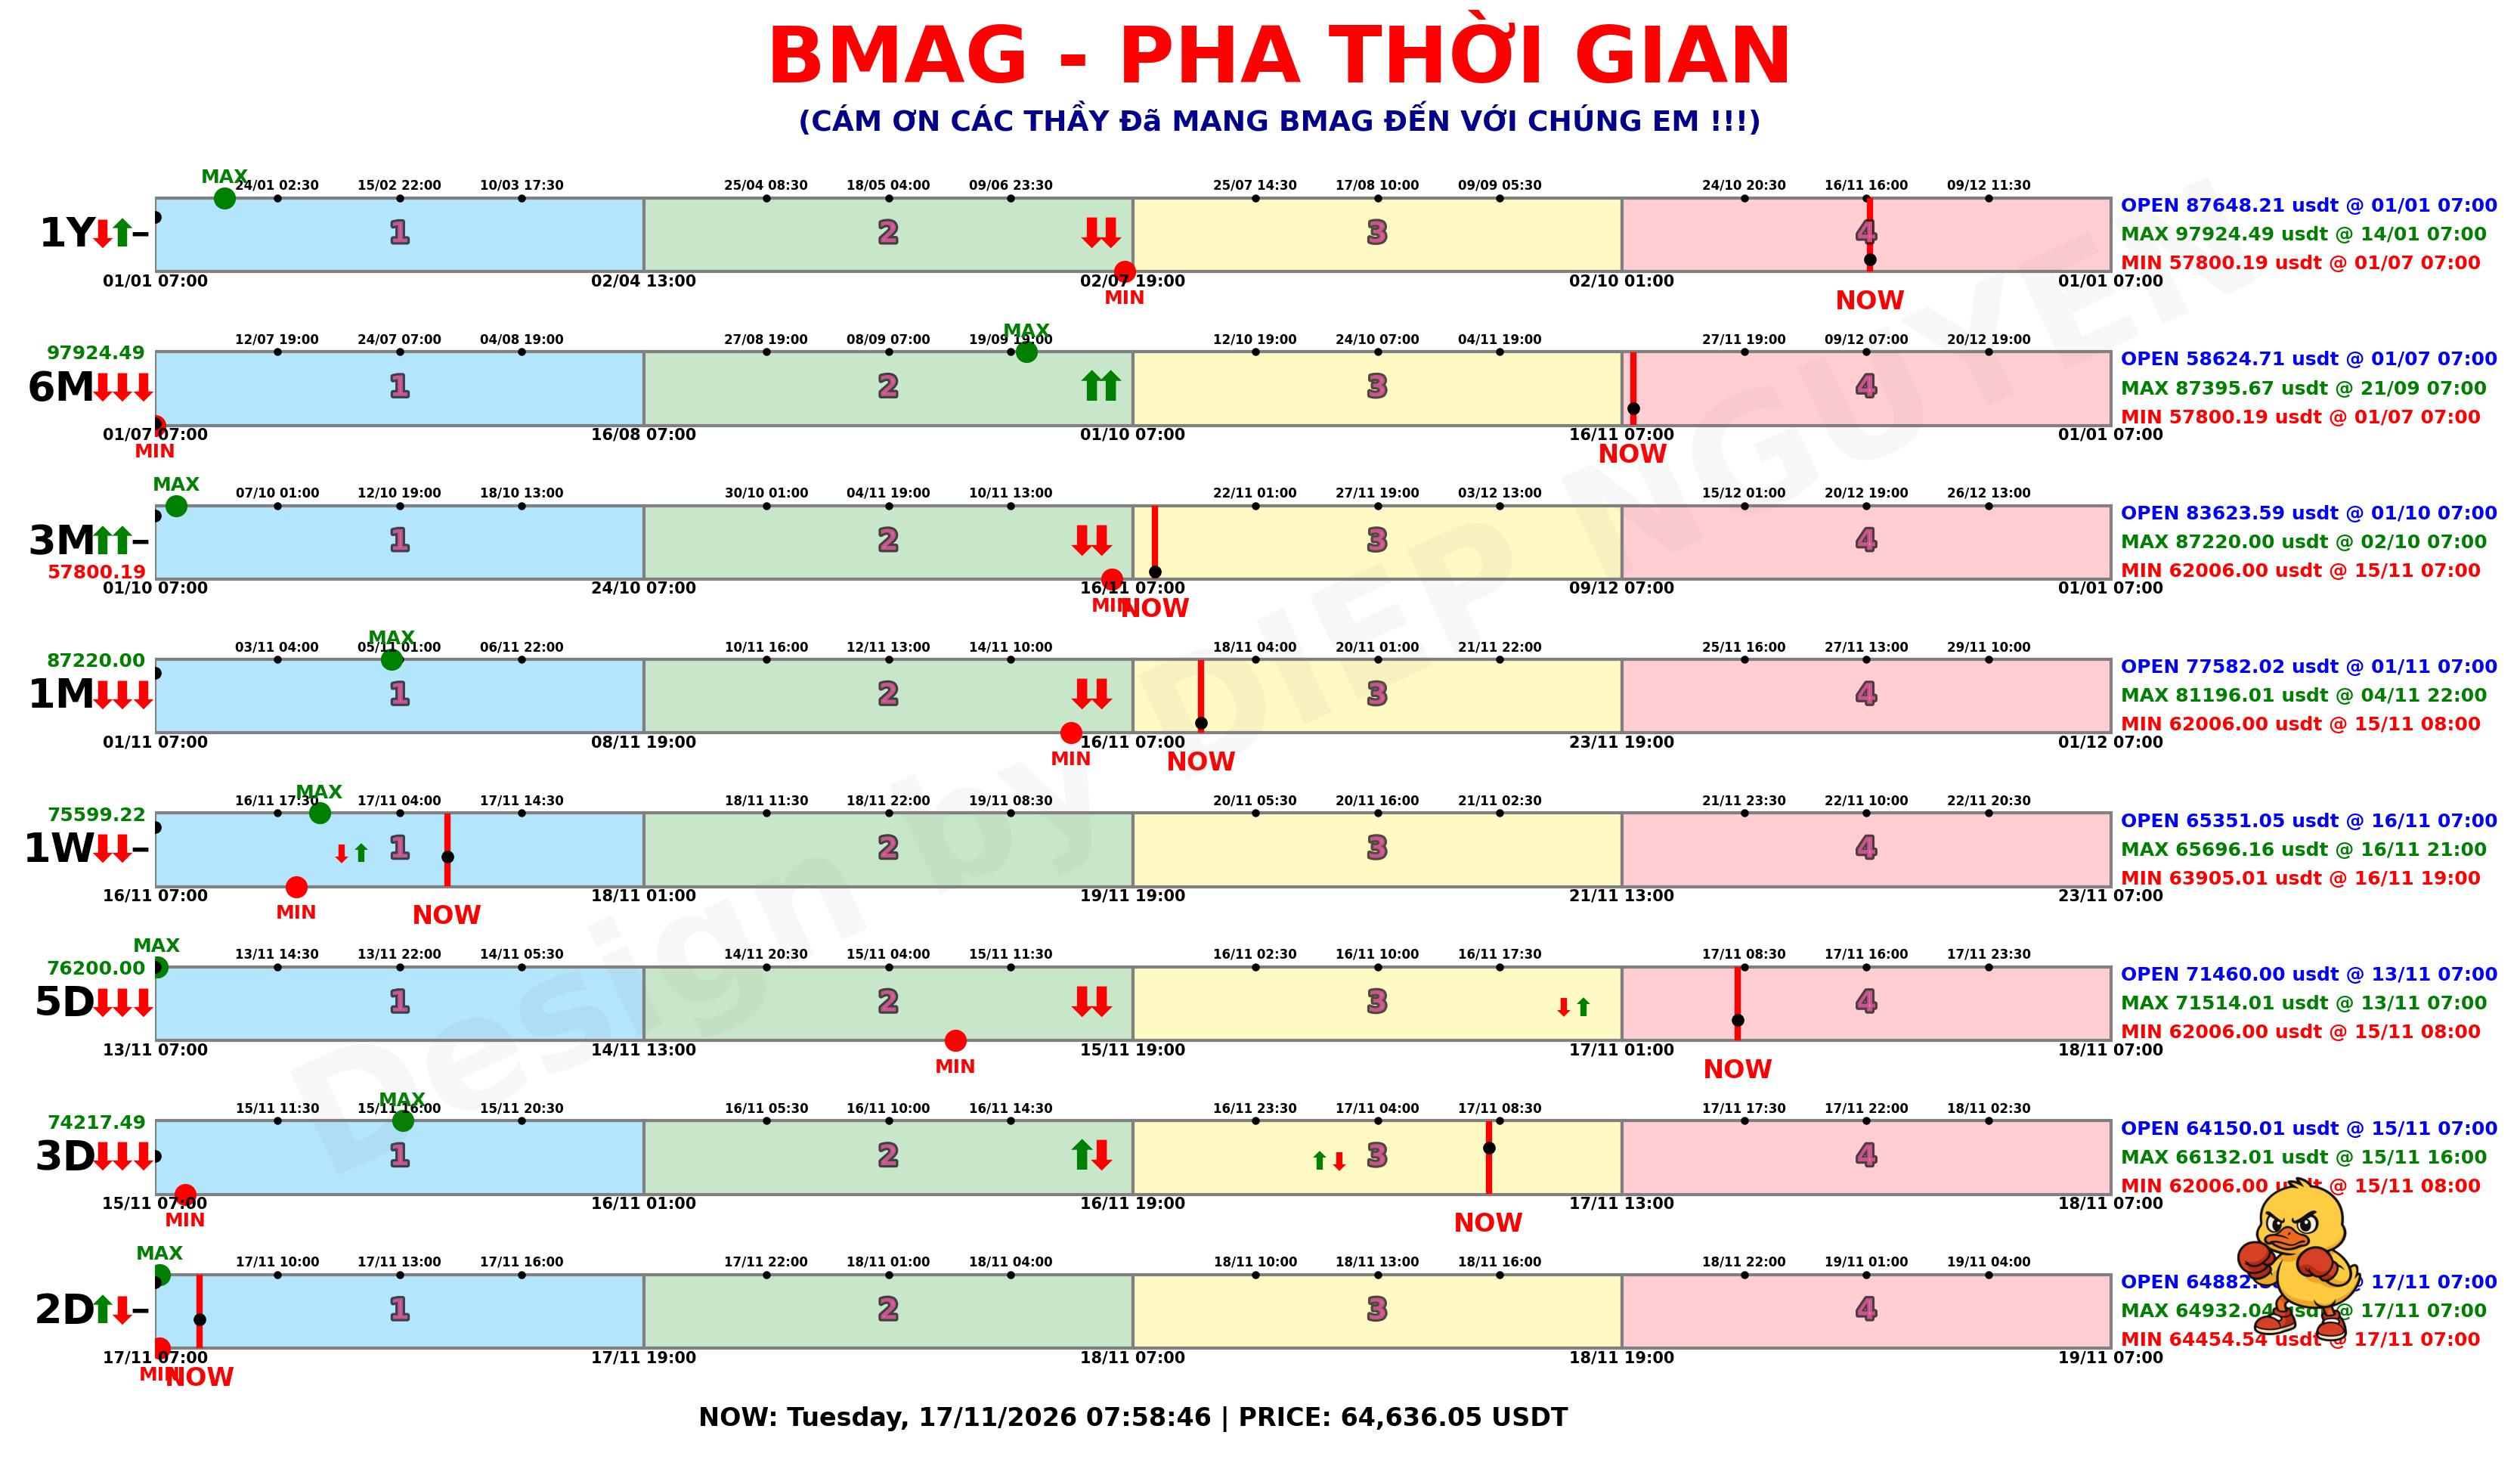 BMAG - PHA THỜI GIAN
(CÁM ƠN CÁC THẦY Đã MANG BMAG ĐẾN VỚI CHÚNG EM !!!)
MAX
24/01 02:30 15/02 22:00 10/03 17:30 25/04 08:30 18/05 04:00 09/06 23:30 25/07 14:30 17/08 10:00 09/09 05:30 24/10 20:30 16/11 16:00 09/12 11:30
OPEN 87648.21 usdt @ 01/01 07:00
1Y⬇⬆– 1 2 ⬇⬇ 3 4 MAX 97924.49 usdt @ 14/01 07:00
MIN 57800.19 usdt @ 01/07 07:00
01/01 07:00 02/04 13:00 02/07 19:00 02/10 01:00 01/01 07:00
MIN NOW
MAX
12/07 19:00 24/07 07:00 04/08 19:00 27/08 19:00 08/09 07:00 19/09 19:00 12/10 19:00 24/10 07:00 04/11 19:00 27/11 19:00 09/12 07:00 20/12 19:00
97924.49 OPEN 58624.71 usdt @ 01/07 07:00
6M⬇⬇⬇ 1 2 ⬆⬆ 3 4 MAX 87395.67 usdt @ 21/09 07:00
MIN 57800.19 usdt @ 01/07 07:00
01/07 07:00 16/08 07:00 01/10 07:00 16/11 07:00 01/01 07:00
MIN NOW
MAX
07/10 01:00 12/10 19:00 18/10 13:00 30/10 01:00 04/11 19:00 10/11 13:00 22/11 01:00 27/11 19:00 03/12 13:00 15/12 01:00 20/12 19:00 26/12 13:00
OPEN 83623.59 usdt @ 01/10 07:00
3M⬆⬆– 1 2 ⬇⬇ 3 4 MAX 87220.00 usdt @ 02/10 07:00
57800.19 MIN 62006.00 usdt @ 15/11 07:00
01/10 07:00 24/10 07:00 16/11 07:00 09/12 07:00 01/01 07:00
MIN NOW
MAX
03/11 04:00 05/11 01:00 06/11 22:00 10/11 16:00 12/11 13:00 14/11 10:00 18/11 04:00 20/11 01:00 21/11 22:00 25/11 16:00 27/11 13:00 29/11 10:00
87220.00 OPEN 77582.02 usdt @ 01/11 07:00
1M⬇⬇⬇ 1 2 ⬇⬇ 3 4 MAX 81196.01 usdt @ 04/11 22:00
MIN 62006.00 usdt @ 15/11 08:00
01/11 07:00 08/11 19:00 16/11 07:00 23/11 19:00 01/12 07:00
MIN NOW
MAX
16/11 17:30 17/11 04:00 17/11 14:30 18/11 11:30 18/11 22:00 19/11 08:30 20/11 05:30 20/11 16:00 21/11 02:30 21/11 23:30 22/11 10:00 22/11 20:30
75599.22 OPEN 65351.05 usdt @ 16/11 07:00
1W⬇⬇– ⬇⬆ 1 2 3 4 MAX 65696.16 usdt @ 16/11 21:00
MIN 63905.01 usdt @ 16/11 19:00
16/11 07:00 18/11 01:00 19/11 19:00 21/11 13:00 23/11 07:00
MIN NOW
MAX
13/11 14:30 13/11 22:00 14/11 05:30 14/11 20:30 15/11 04:00 15/11 11:30 16/11 02:30 16/11 10:00 16/11 17:30 17/11 08:30 17/11 16:00 17/11 23:30
76200.00 OPEN 71460.00 usdt @ 13/11 07:00
5D⬇⬇⬇ 1 2 ⬇⬇ 3 ⬇⬆ 4 MAX 71514.01 usdt @ 13/11 07:00
MIN 62006.00 usdt @ 15/11 08:00
13/11 07:00 14/11 13:00 15/11 19:00 17/11 01:00 18/11 07:00
MIN NOW
MAX
15/11 11:30 15/11 16:00 15/11 20:30 16/11 05:30 16/11 10:00 16/11 14:30 16/11 23:30 17/11 04:00 17/11 08:30 17/11 17:30 17/11 22:00 18/11 02:30
74217.49 OPEN 64150.01 usdt @ 15/11 07:00
3D⬇⬇⬇ 1 2 ⬆⬇ ⬆⬇ 3 4 MAX 66132.01 usdt @ 15/11 16:00
MIN 62006.00 usdt @ 15/11 08:00
15/11 07:00 16/11 01:00 16/11 19:00 17/11 13:00 18/11 07:00
MIN NOW
MAX
17/11 10:00 17/11 13:00 17/11 16:00 17/11 22:00 18/11 01:00 18/11 04:00 18/11 10:00 18/11 13:00 18/11 16:00 18/11 22:00 19/11 01:00 19/11 04:00
OPEN @ 17/11 07:00
2D⬆⬇– 1 2 3 4 MAX 64932.04 usdt @ 17/11 07:00
MIN 64454.54 usdt @ 17/11 07:00
17/11 07:00 17/11 19:00 18/11 07:00 18/11 19:00 19/11 07:00
MIN NOW
NOW: Tuesday, 17/11/2026 07:58:46 | PRICE: 64,636.05 USDT
Design by DIEP NGUYEN